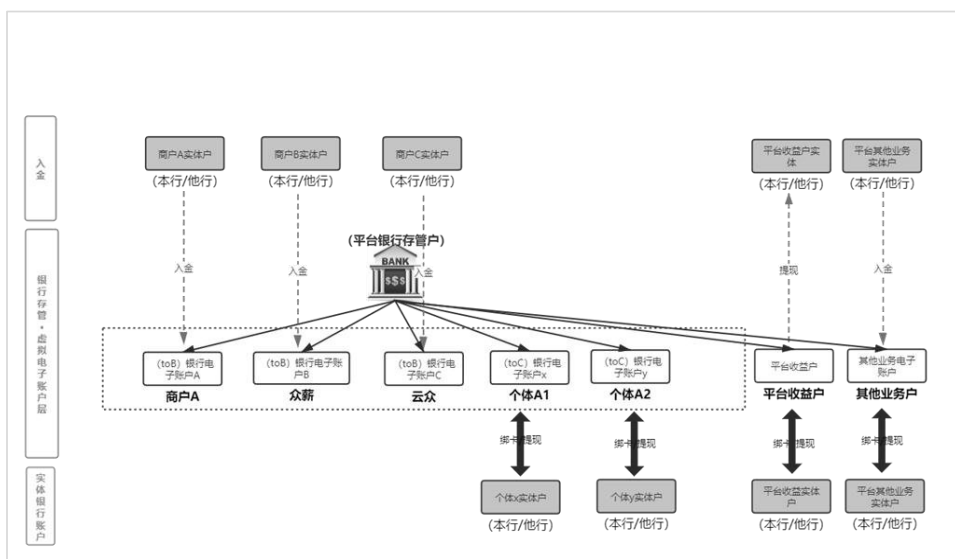 入金
商户A实体户
(本行/他行)
商户B实体户
(本行/他行)
商户C实体户
(本行/他行)
平台收益户实
体
(本行/他行)
平台其他业务
实体户
(本行/他行)
银行存管+虚拟电子账户层
(平台银行存管户)
BANK
$$$
入金
入金
入金
提现
入金
(toB) 银行电
子账户A
商户A
(toB) 银行电子账户
B
众薪
(toB) 银行电
子账户C
云众
(toC) 银行电
子账户x
个体A1
(toC) 银行电
子账户y
个体A2
平台收益户
平台收益户
其他业务电子
账户
其他业务户
绑卡/提现
绑卡/提现
绑卡/提现
绑卡/提现
实体银行账户
个体x实体户
(本行/他行)
个体y实体户
(本行/他行)
平台收益实体
户
(本行/他行)
平台其他业务
实体户
(本行/他行)